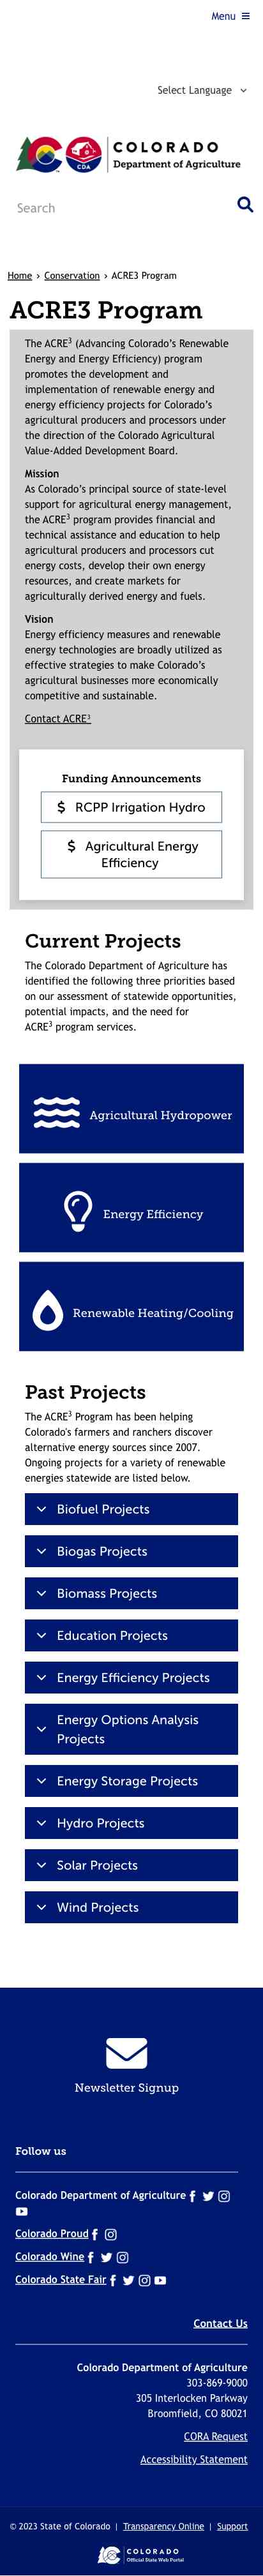 Menu
Select Language
CDA
COLORADO
Department of Agriculture
Search
Home › Conservation › ACRE3 Program
ACRE3 Program
The ACRE3 (Advancing Colorado's Renewable
Energy and Energy Efficiency) program
promotes the development and
implementation of renewable energy and
energy efficiency projects for Colorado's
agricultural producers and processors under
the direction of the Colorado Agricultural
Value-Added Development Board.
Mission
As Colorado's principal source of state-level
support for agricultural energy management,
the ACRE3 program provides financial and
technical assistance and education to help
agricultural producers and processors cut
energy costs, develop their own energy
resources, and create markets for
agriculturally derived energy and fuels.
Vision
Energy efficiency measures and renewable
energy technologies are broadly utilized as
effective strategies to make Colorado's
agricultural businesses more economically
competitive and sustainable.
Contact ACRE³
Funding Announcements
$ RCPP Irrigation Hydro
$ Agricultural Energy
Efficiency
Current Projects
The Colorado Department of Agriculture has
identified the following three priorities based
on our assessment of statewide opportunities,
potential impacts, and the need for
ACRE3 program services.
Agricultural Hydropower
Energy Efficiency
Renewable Heating/Cooling
Past Projects
The ACRE3 Program has been helping
Colorado's farmers and ranchers discover
alternative energy sources since 2007.
Ongoing projects for a variety of renewable
energies statewide are listed below.
Biofuel Projects
Biogas Projects
Biomass Projects
Education Projects
Energy Efficiency Projects
Energy Options Analysis
Projects
Energy Storage Projects
Hydro Projects
Solar Projects
Wind Projects
Newsletter Signup
Follow us
Colorado Department of Agriculture
Colorado Proud
Colorado Wine
Colorado State Fair
Contact Us
Colorado Department of Agriculture
303-869-9000
305 Interlocken Parkway
Broomfield, CO 80021
CORA Request
Accessibility Statement
© 2023 State of Colorado | Transparency Online | Support
COLORADO
Official State Web Portal